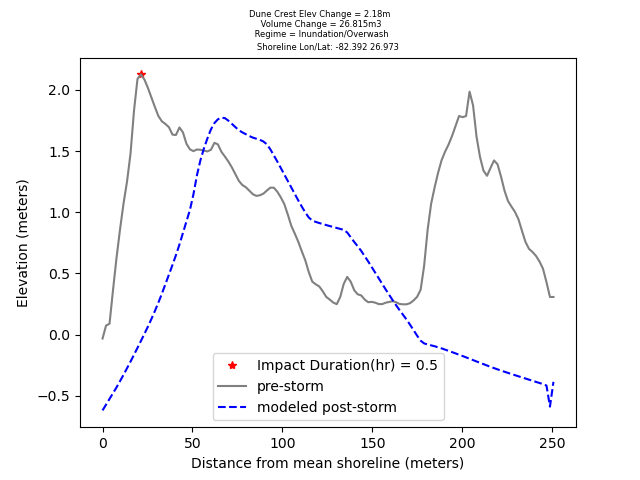 Dune Crest Elev Change = 2.18m
Volume Change = 26.815m3
Regime = Inundation/Overwash
Shoreline Lon/Lat: -82.392 26.973
2.0
1.5
1.0
0.5
0.0
−0.5
Elevation (meters)
Impact Duration(hr) = 0.5
pre-storm
modeled post-storm
0 50 100 150 200 250
Distance from mean shoreline (meters)